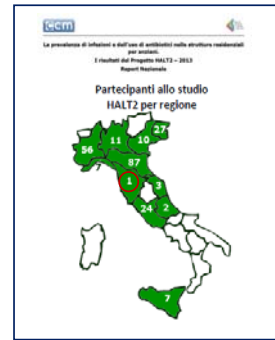 ccm
La prevalenza di infezioni e dell'uso di antibiotici nelle strutture residenziali
per anziani.
I risultati del Progetto HALT2 – 2013
Report Nazionale
Partecipanti allo studio
HALT2 per regione
27
11
10
56
87
1
3
24
2
7